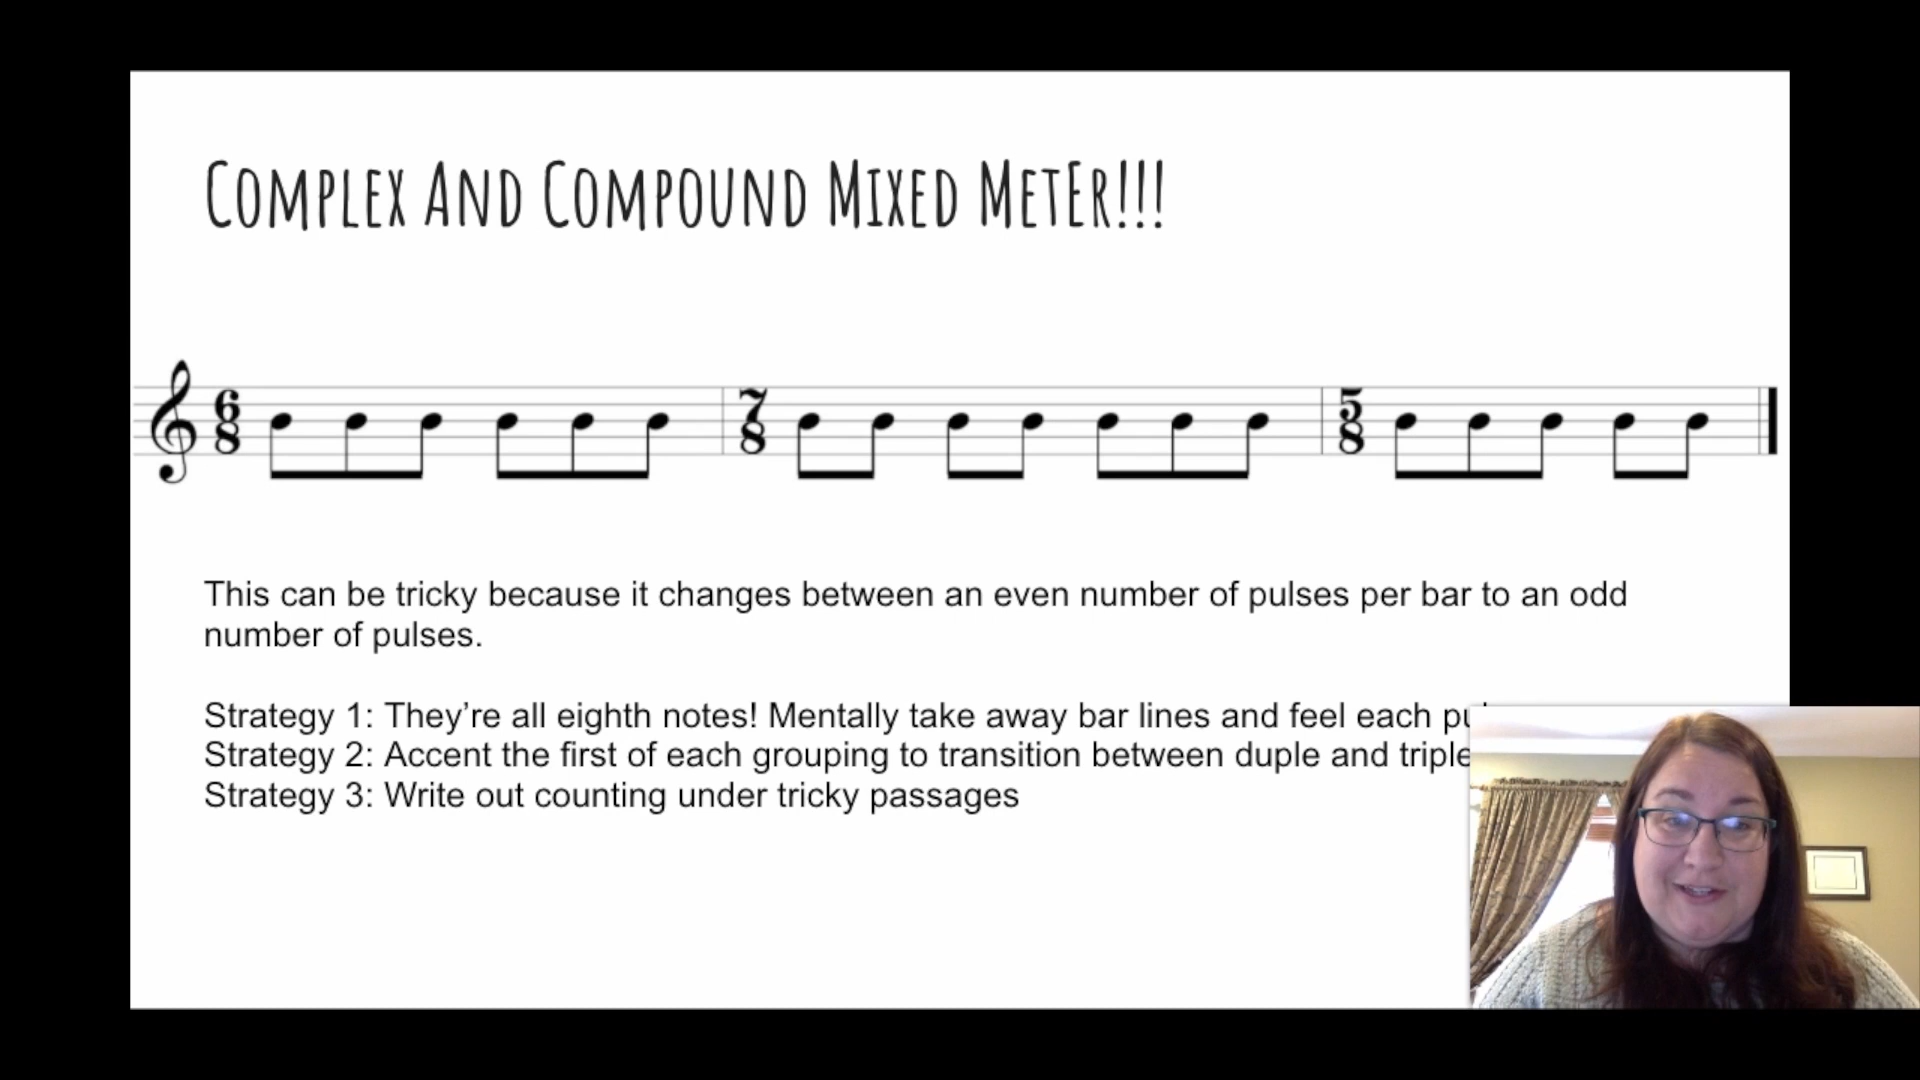 Complex And Compound Mixed MetEr!!!
6 8 7 8 5 8
This can be tricky because it changes between an even number of pulses per bar to an odd
number of pulses.
Strategy 1: They're all eighth notes! Mentally take away bar lines and feel each
Strategy 2: Accent the first of each grouping to transition between duple and triple
Strategy 3: Write out counting under tricky passages